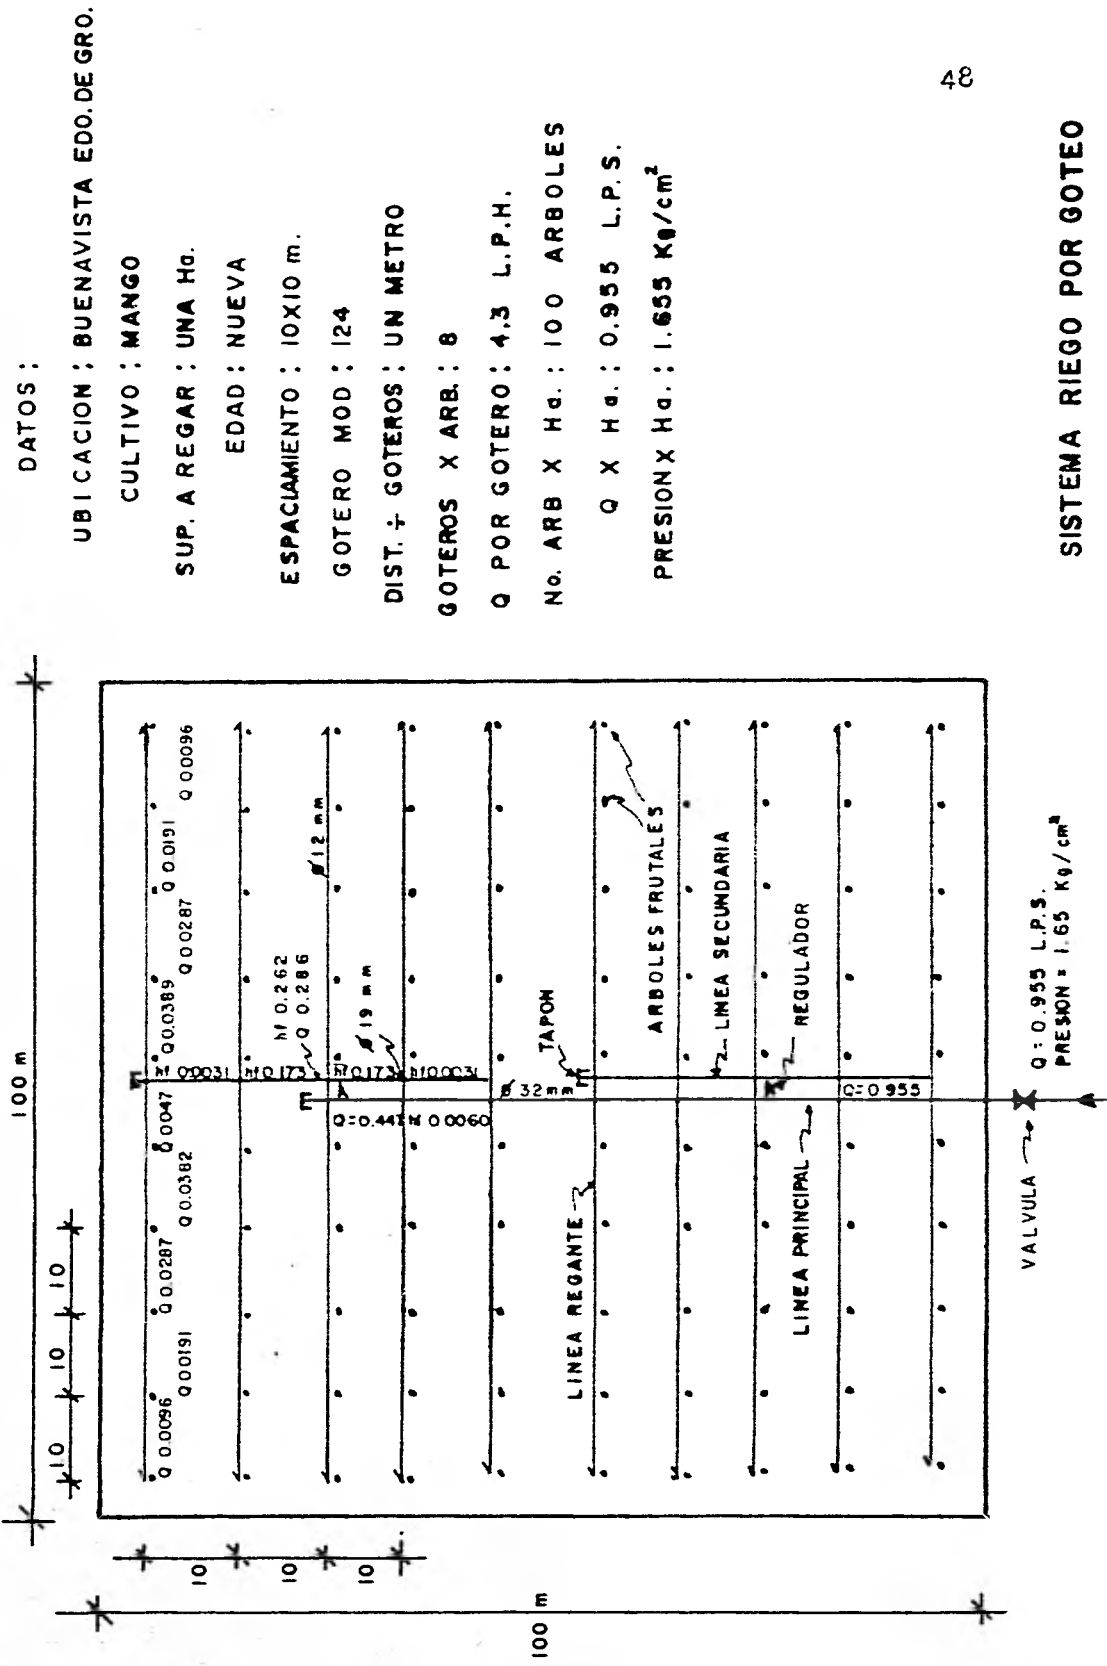 48
DATOS :
UBICACION : BUENAVISTA EDO. DE GRO.
CULTIVO : MANGO
SUP. A REGAR : UNA Ha.
EDAD : NUEVA
ESPACIAMIENTO : 10X10 m.
GOTERO MOD : 124
DIST. ÷ GOTEROS : UN METRO
GOTEROS X ARB. : 8
Q POR GOTERO : 4.3 L.P.H.
No. ARB X Ha. : 100 ARBOLES
Q X Ha. : 0.955 L.P.S.
PRESION X Ha. : 1.655 Kg/cm²
SISTEMA RIEGO POR GOTEO
100 m
10
10
10
10
10
10
100 m
Q 0.0096
Q 0.0191
Q 0.0287
Q 0.0382
Q 0.047
Q 0.0389
Q 0.0287
Q 0.0191
Q 0.0096
hf 0.0031
hf 0.173
hf 0.173
hf 0.0031
hf 0.262
Q 0.286
Ø 19 mm
Ø 12 mm
Q=0.447
0.0060
Ø 32 mm
TAPON
LINEA REGANTE
ARBOLES FRUTALES
LINEA SECUNDARIA
REGULADOR
LINEA PRINCIPAL
Q=0.955
VALVULA
Q = 0.955 L.P.S.
PRESION = 1.65 Kg/cm²